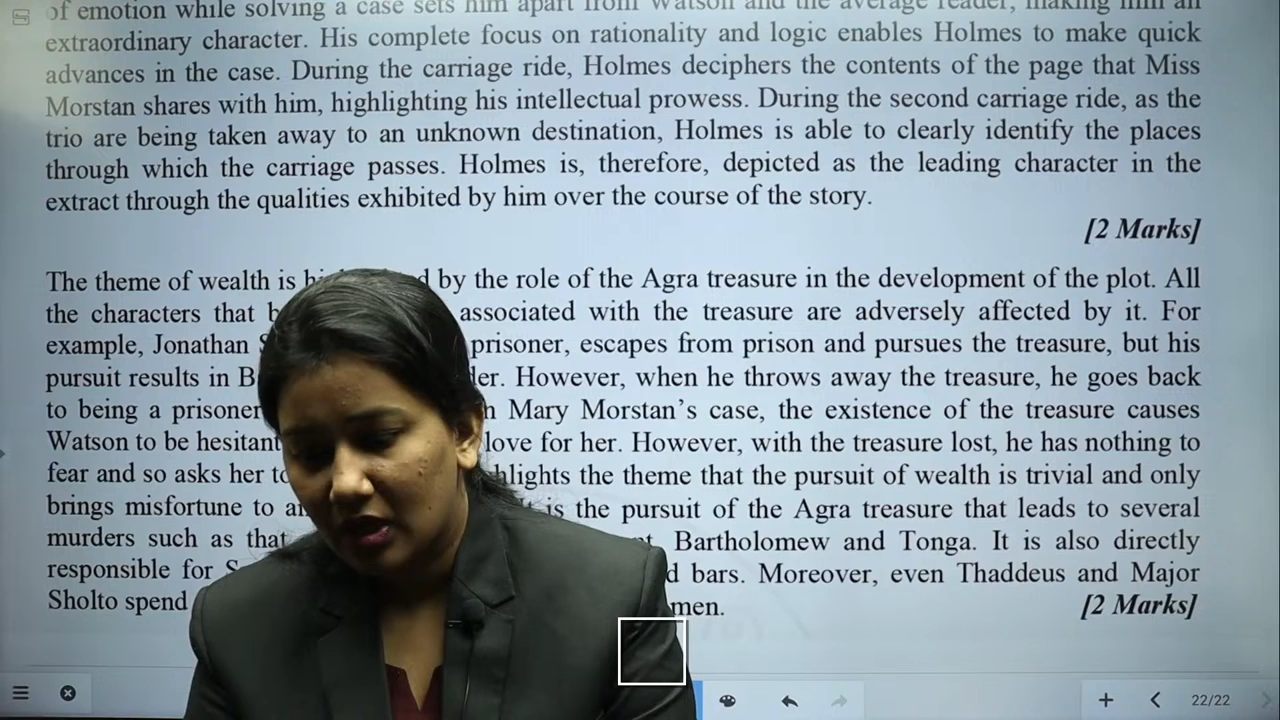 of emotion while solving a case sets him apart from Watson and the average reader, making him an
extraordinary character. His complete focus on rationality and logic enables Holmes to make quick
advances in the case. During the carriage ride, Holmes deciphers the contents of the page that Miss
Morstan shares with him, highlighting his intellectual prowess. During the second carriage ride, as the
trio are being taken away to an unknown destination, Holmes is able to clearly identify the places
through which the carriage passes. Holmes is, therefore, depicted as the leading character in the
extract through the qualities exhibited by him over the course of the story.
[2 Marks]
The theme of wealth is by the role of the Agra treasure in the development of the plot. All
the characters that associated with the treasure are adversely affected by it. For
example, Jonathan prisoner, escapes from prison and pursues the treasure, but his
pursuit results in However, when he throws away the treasure, he goes back
to being a prisoner Mary Morstan's case, the existence of the treasure causes
Watson to be hesitant love for her. However, with the treasure lost, he has nothing to
fear and so asks her the theme that the pursuit of wealth is trivial and only
brings misfortune to is the pursuit of the Agra treasure that leads to several
murders such as that Bartholomew and Tonga. It is also directly
responsible for bars. Moreover, even Thaddeus and Major
Sholto spend men.
[2 Marks]
22/22